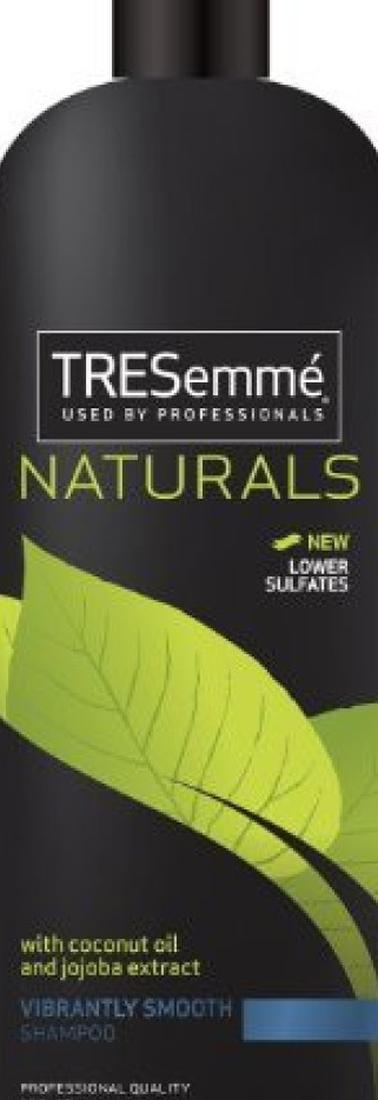 TRESemmé
USED BY PROFESSIONALS
NATURALS
NEW
LOWER
SULFATES
with coconut oil
and jojoba extract
VIBRANTLY SMOOTH
SHAMPOO
PROFESSIONAL QUALITY